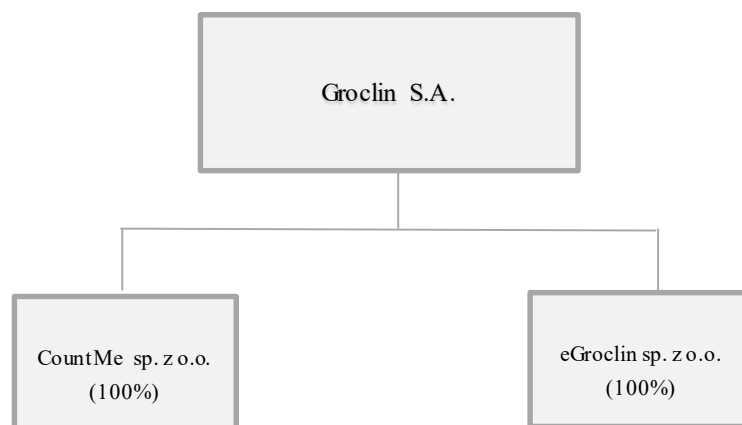 Groclin S.A.
CountMe sp. z o.o.
(100%)
eGroclin sp. z o.o.
(100%)